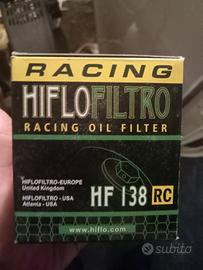 RACING
HIFLOFILTRO®
RACING OIL FILTER
HIFLOFILTRO-EUROPE
United Kingdom
HIFLOFILTRO - USA
Atlanta - USA
HF 138 RC
www.hiflo.com
subito